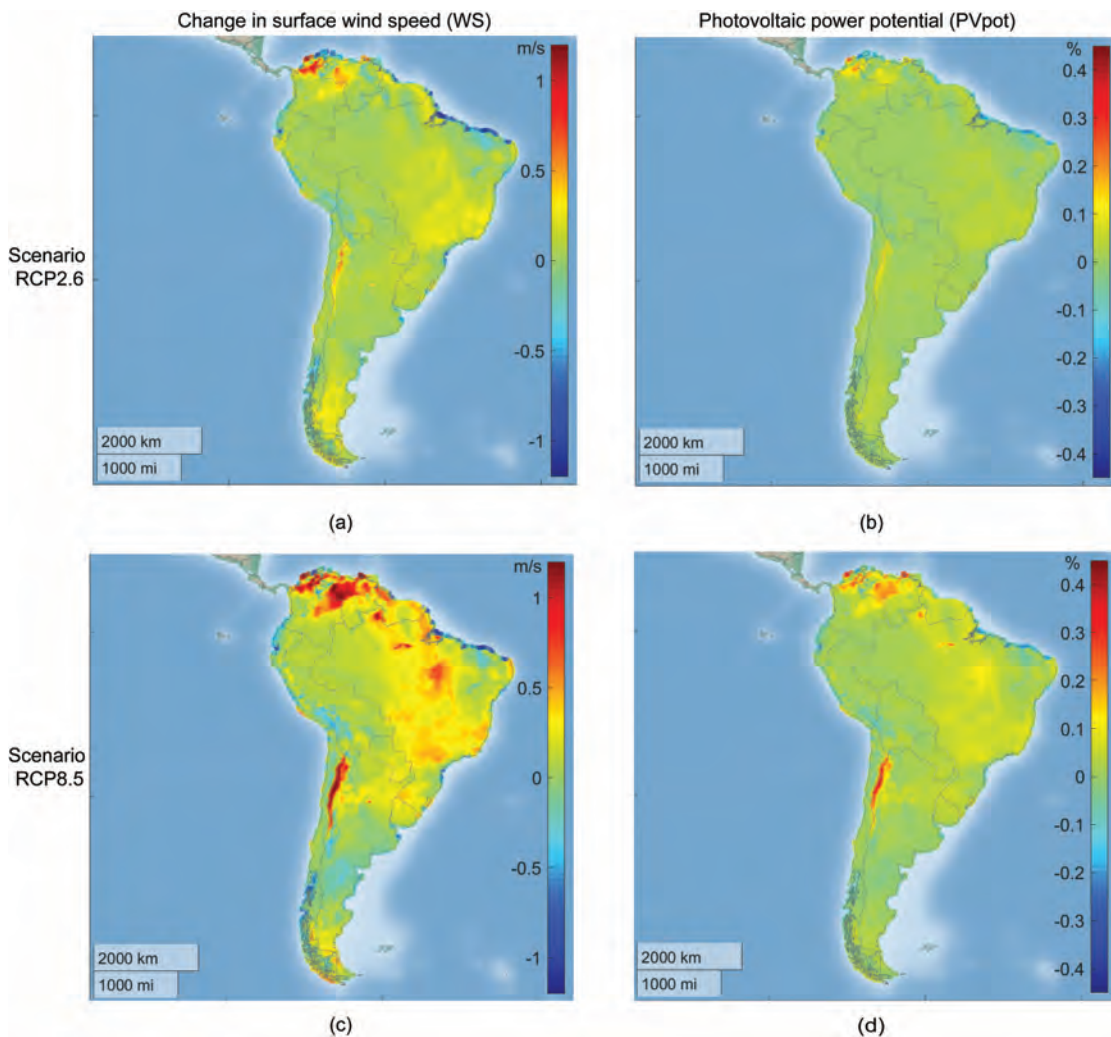 Change in surface wind speed (WS)
Photovoltaic power potential (PVpot)
Scenario
RCP2.6
m/s
1
0.5
0
-0.5
-1
2000 km
1000 mi
(a)
%
0.4
0.3
0.2
0.1
0
-0.1
-0.2
-0.3
-0.4
2000 km
1000 mi
(b)
Scenario
RCP8.5
m/s
1
0.5
0
-0.5
-1
2000 km
1000 mi
(c)
%
0.4
0.3
0.2
0.1
0
-0.1
-0.2
-0.3
-0.4
2000 km
1000 mi
(d)